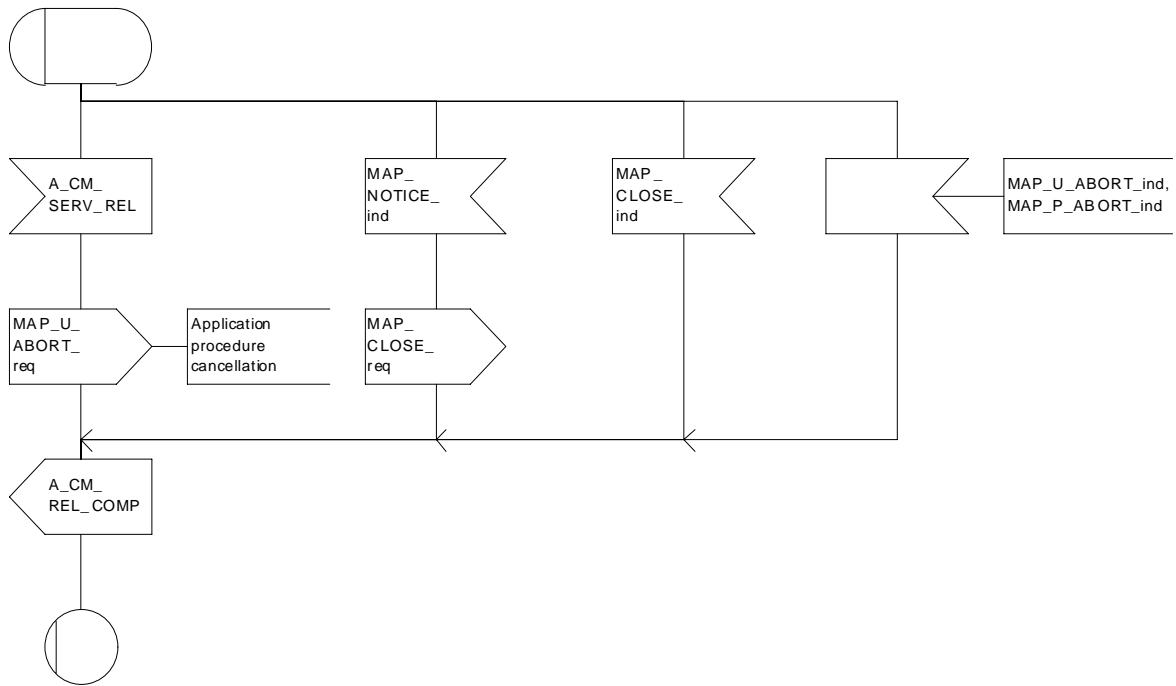 A_CM_
SERV_REL
MAP_
NOTICE_
ind
MAP_
CLOSE_
ind
MAP_U_ABORT_ind,
MAP_P_ABORT_ind
MAP_U_
ABORT_
req
Application
procedure
cancellation
MAP_
CLOSE_
req
A_CM_
REL_COMP